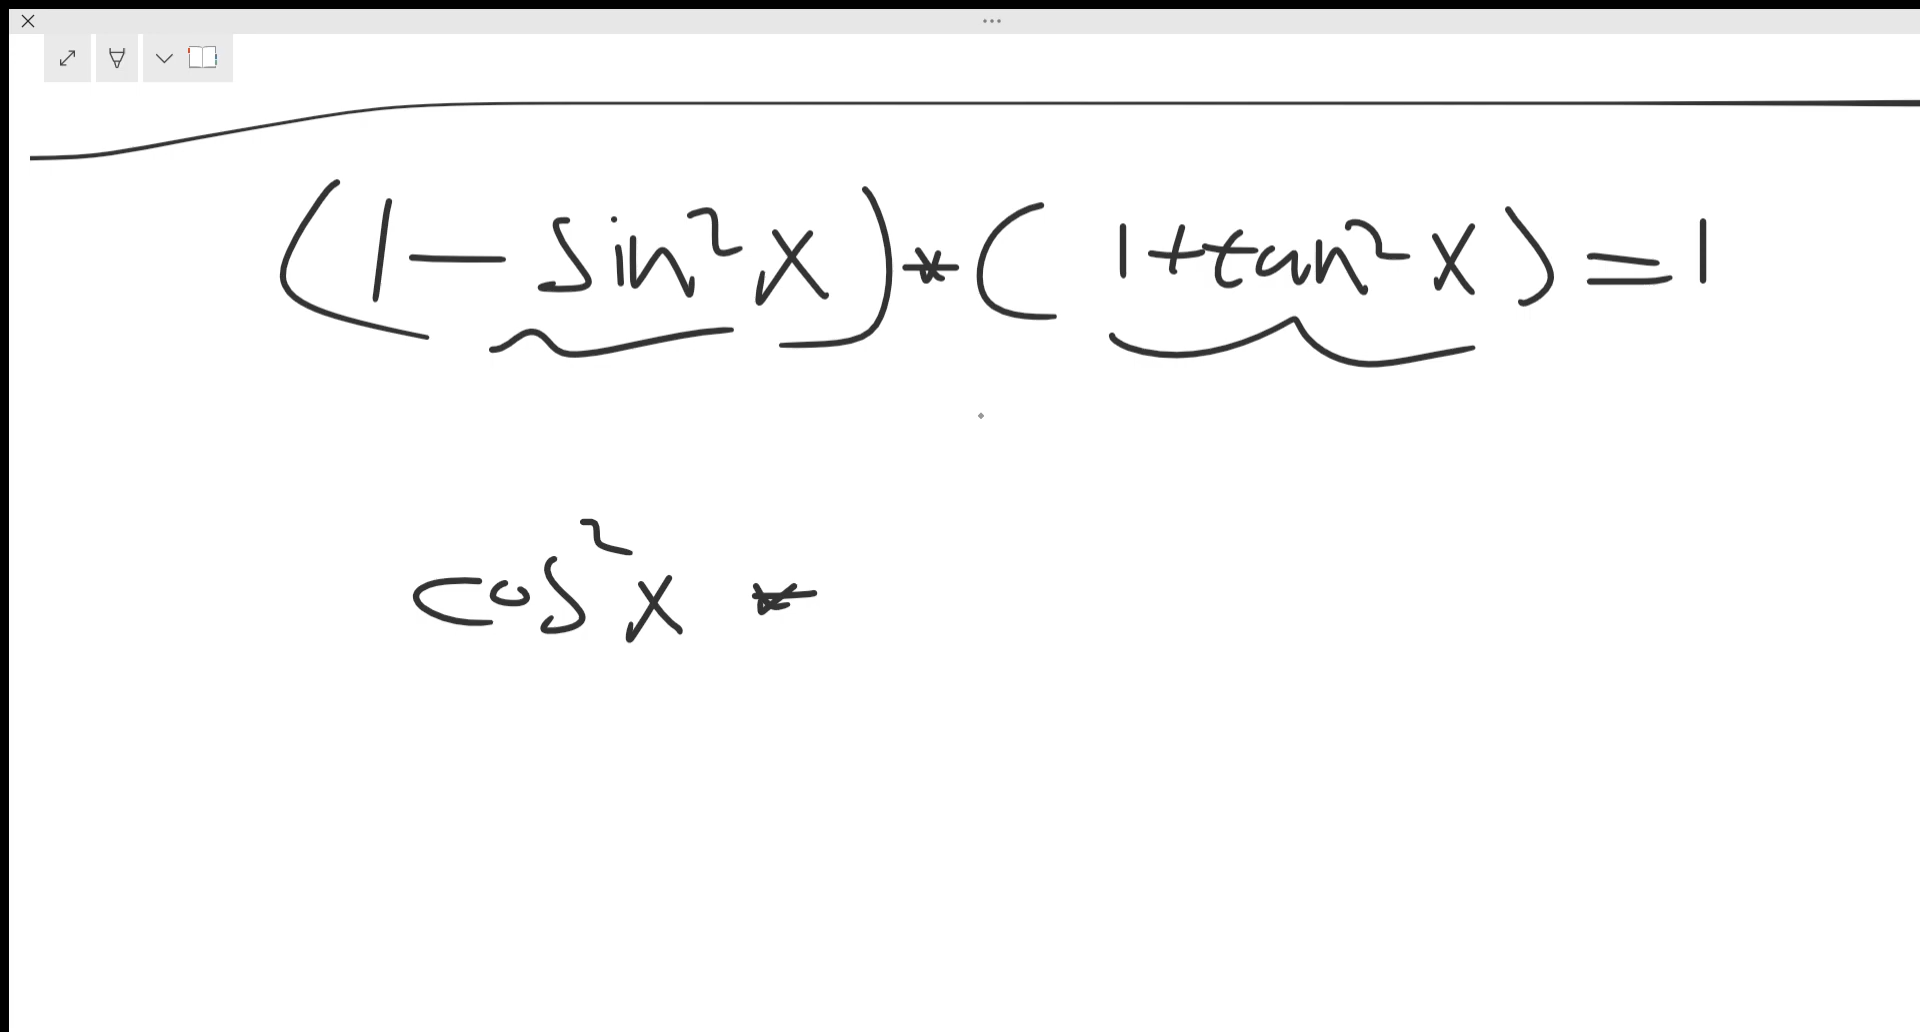 (1 - sin²x) * (1 + tan²x) = 1
cos²x *